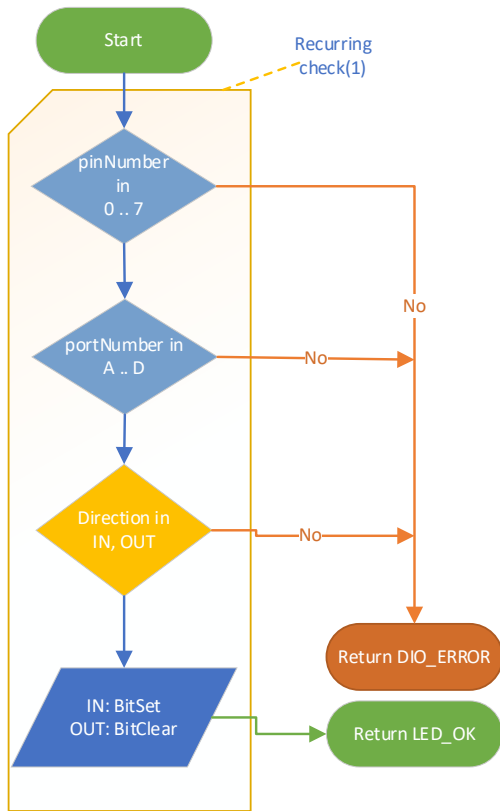 Start
Recurring
check(1)
pinNumber
in
0 .. 7
No
portNumber in
A .. D
No
Direction in
IN, OUT
No
Return DIO_ERROR
IN: BitSet
OUT: BitClear
Return LED_OK